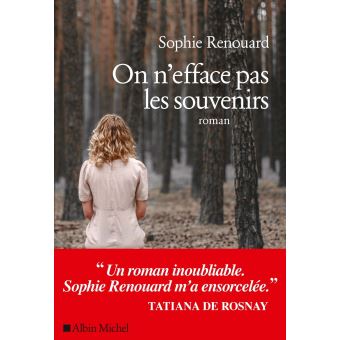 Sophie Renouard
On n'efface pas
les souvenirs
roman
“ Un roman inoubliable.
Sophie Renouard m'a ensorcelée.”
TATIANA DE ROSNAY
Albin Michel